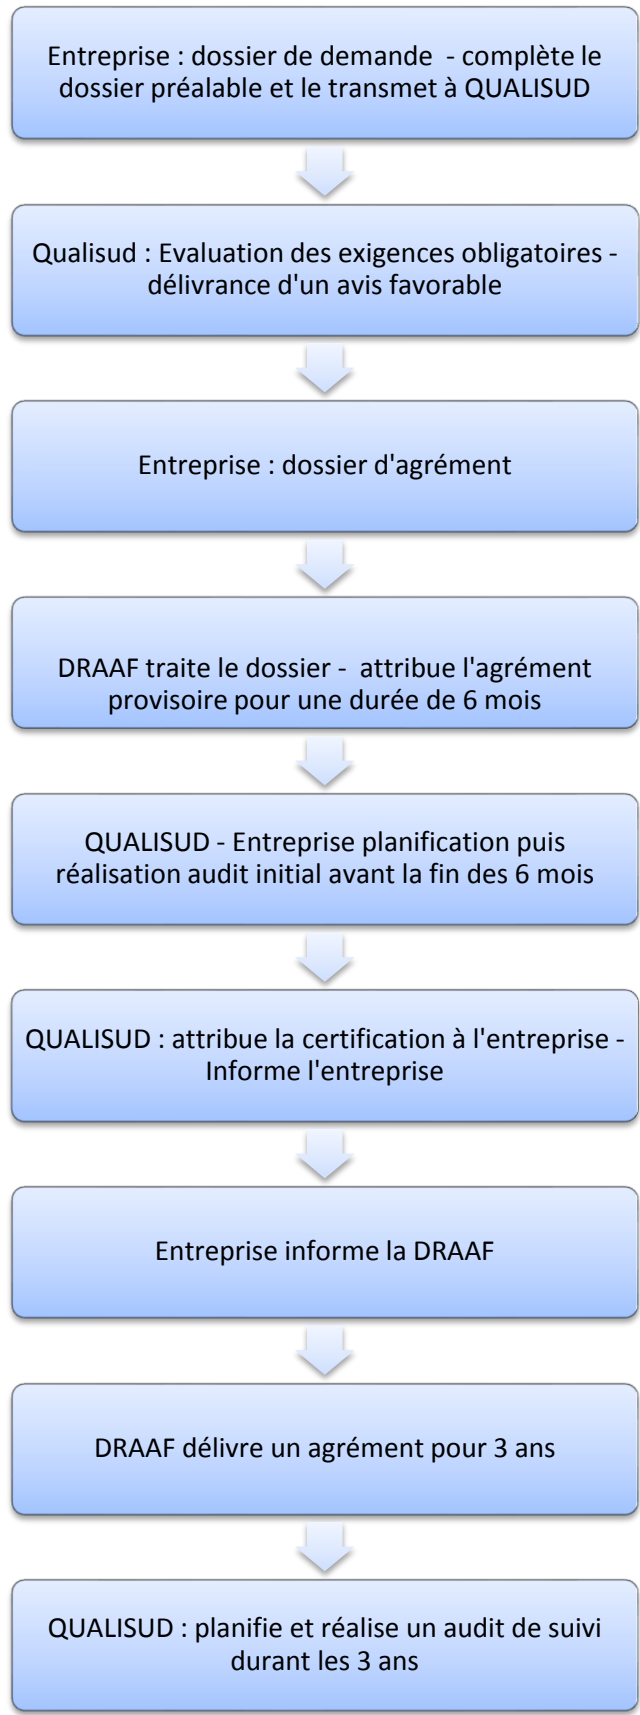 Entreprise : dossier de demande - complète le
dossier préalable et le transmet à QUALISUD
Qualisud : Evaluation des exigences obligatoires -
délivrance d'un avis favorable
Entreprise : dossier d'agrément
DRAAF traite le dossier - attribue l'agrément
provisoire pour une durée de 6 mois
QUALISUD - Entreprise planification puis
réalisation audit initial avant la fin des 6 mois
QUALISUD : attribue la certification à l'entreprise -
Informe l'entreprise
Entreprise informe la DRAAF
DRAAF délivre un agrément pour 3 ans
QUALISUD : planifie et réalise un audit de suivi
durant les 3 ans